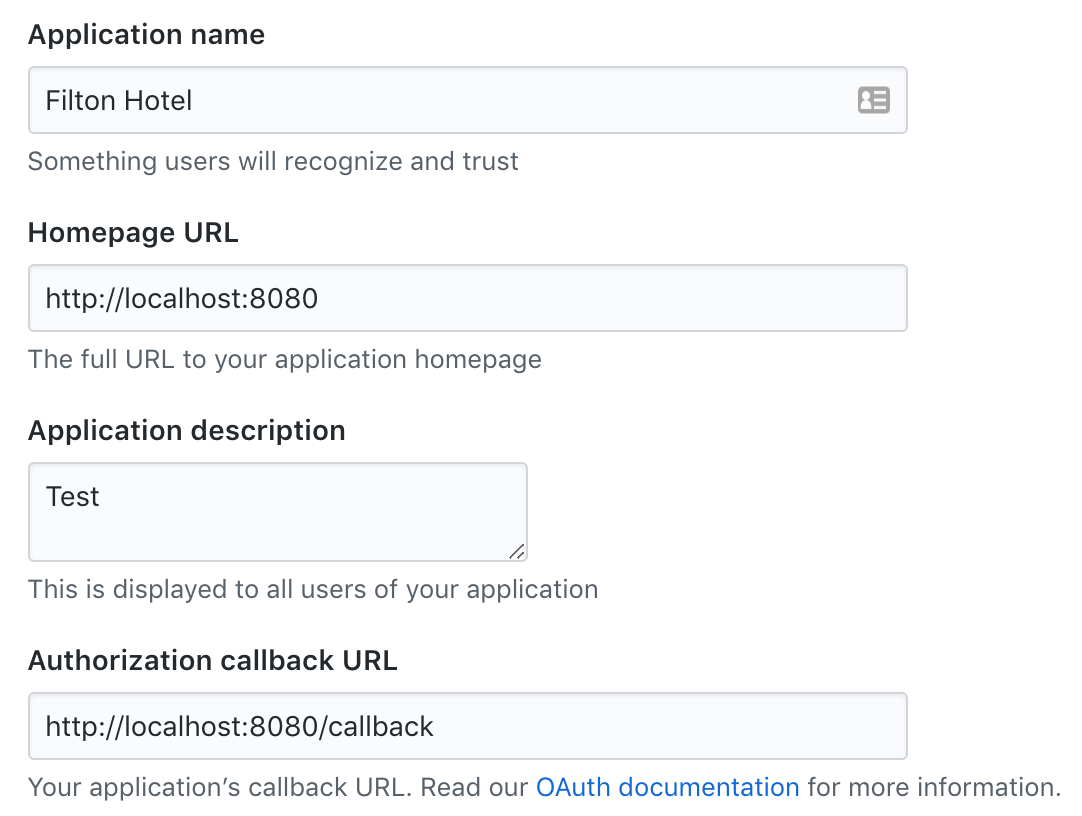 Application name
Filton Hotel
Something users will recognize and trust
Homepage URL
http://localhost:8080
The full URL to your application homepage
Application description
Test
This is displayed to all users of your application
Authorization callback URL
http://localhost:8080/callback
Your application’s callback URL. Read our OAuth documentation for more information.